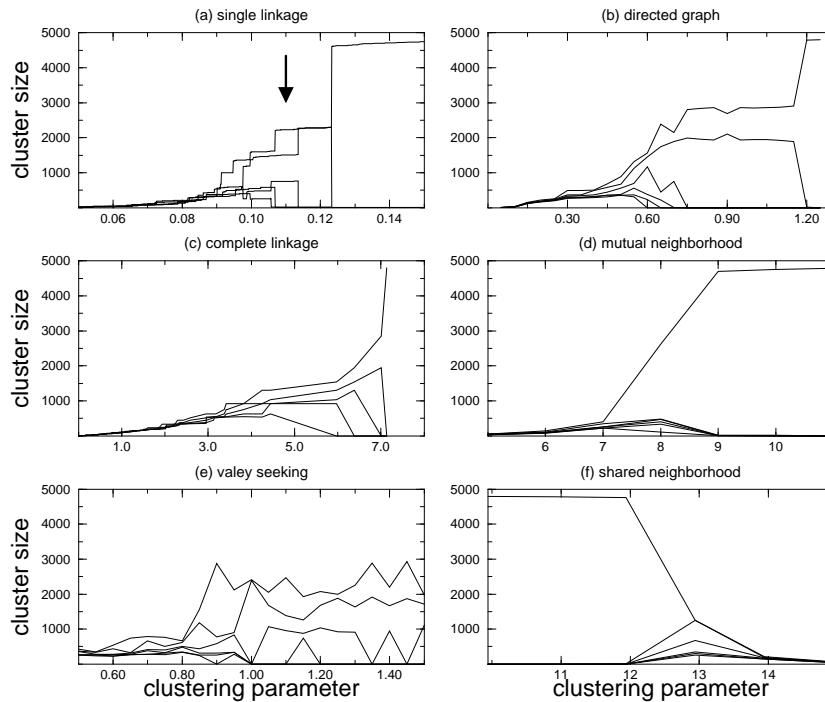 (a) single linkage
(b) directed graph
5000
4000
3000
2000
1000
cluster size
0.06 0.08 0.10 0.12 0.14
5000
4000
3000
2000
1000
0.30 0.60 0.90 1.20
(c) complete linkage
(d) mutual neighborhood
5000
4000
3000
2000
1000
cluster size
1.0 3.0 5.0 7.0
5000
4000
3000
2000
1000
6 7 8 9 10
(e) valey seeking
(f) shared neighborhood
5000
4000
3000
2000
1000
cluster size
0.60 0.80 1.00 1.20 1.40
clustering parameter
5000
4000
3000
2000
1000
11 12 13 14
clustering parameter